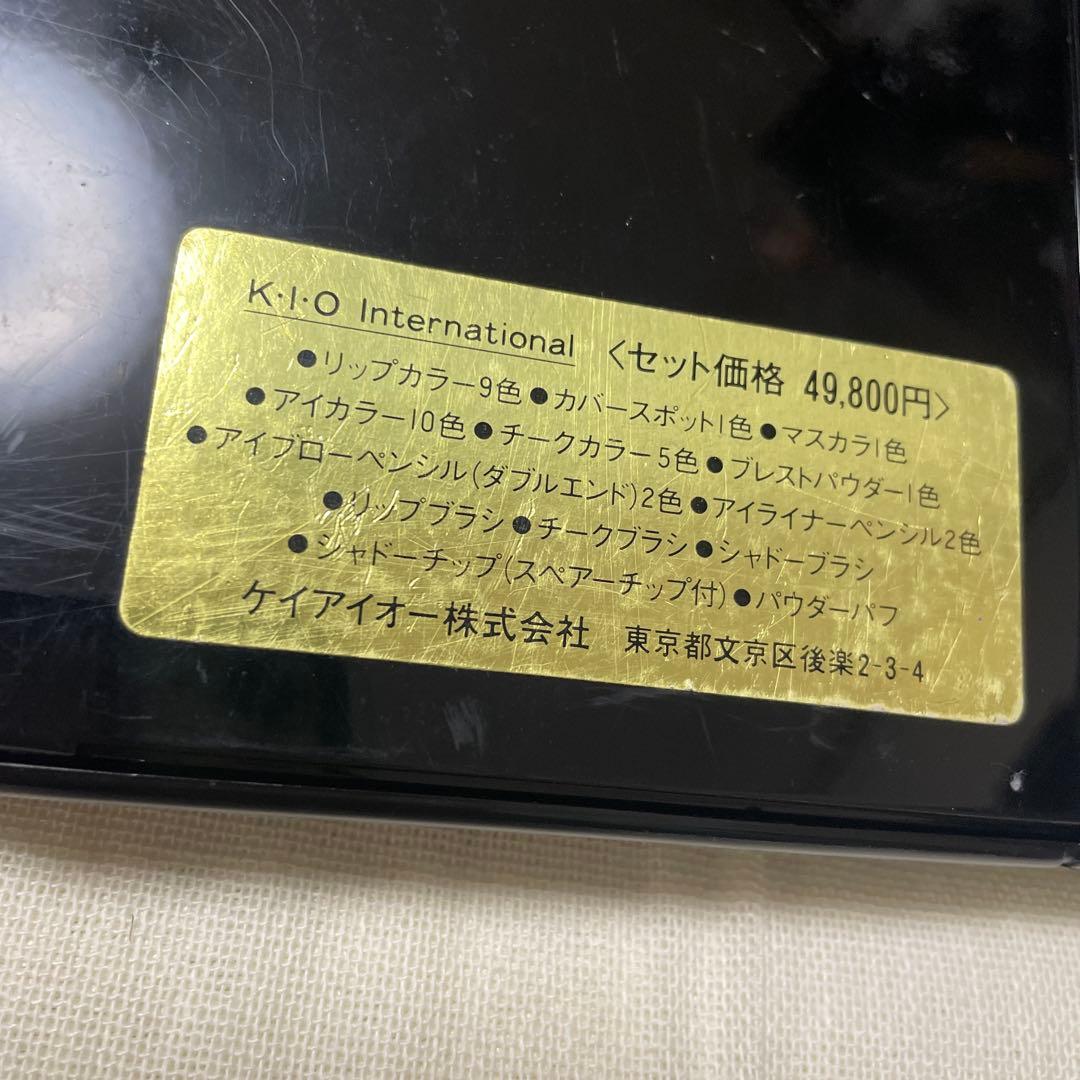 K・I・O International 〈セット価格 49,800円〉
●リップカラー9色●カバースポット1色●マスカラ1色
●アイカラー10色●チークカラー5色●プレストパウダー1色
●アイブローペンシル(ダブルエンド)2色●アイライナーペンシル2色
●リップブラシ●チークブラシ●シャドーブラシ
●シャドーチップ(スペアーチップ付)●パウダーパフ
ケイアイオー株式会社 東京都文京区後楽2-3-4